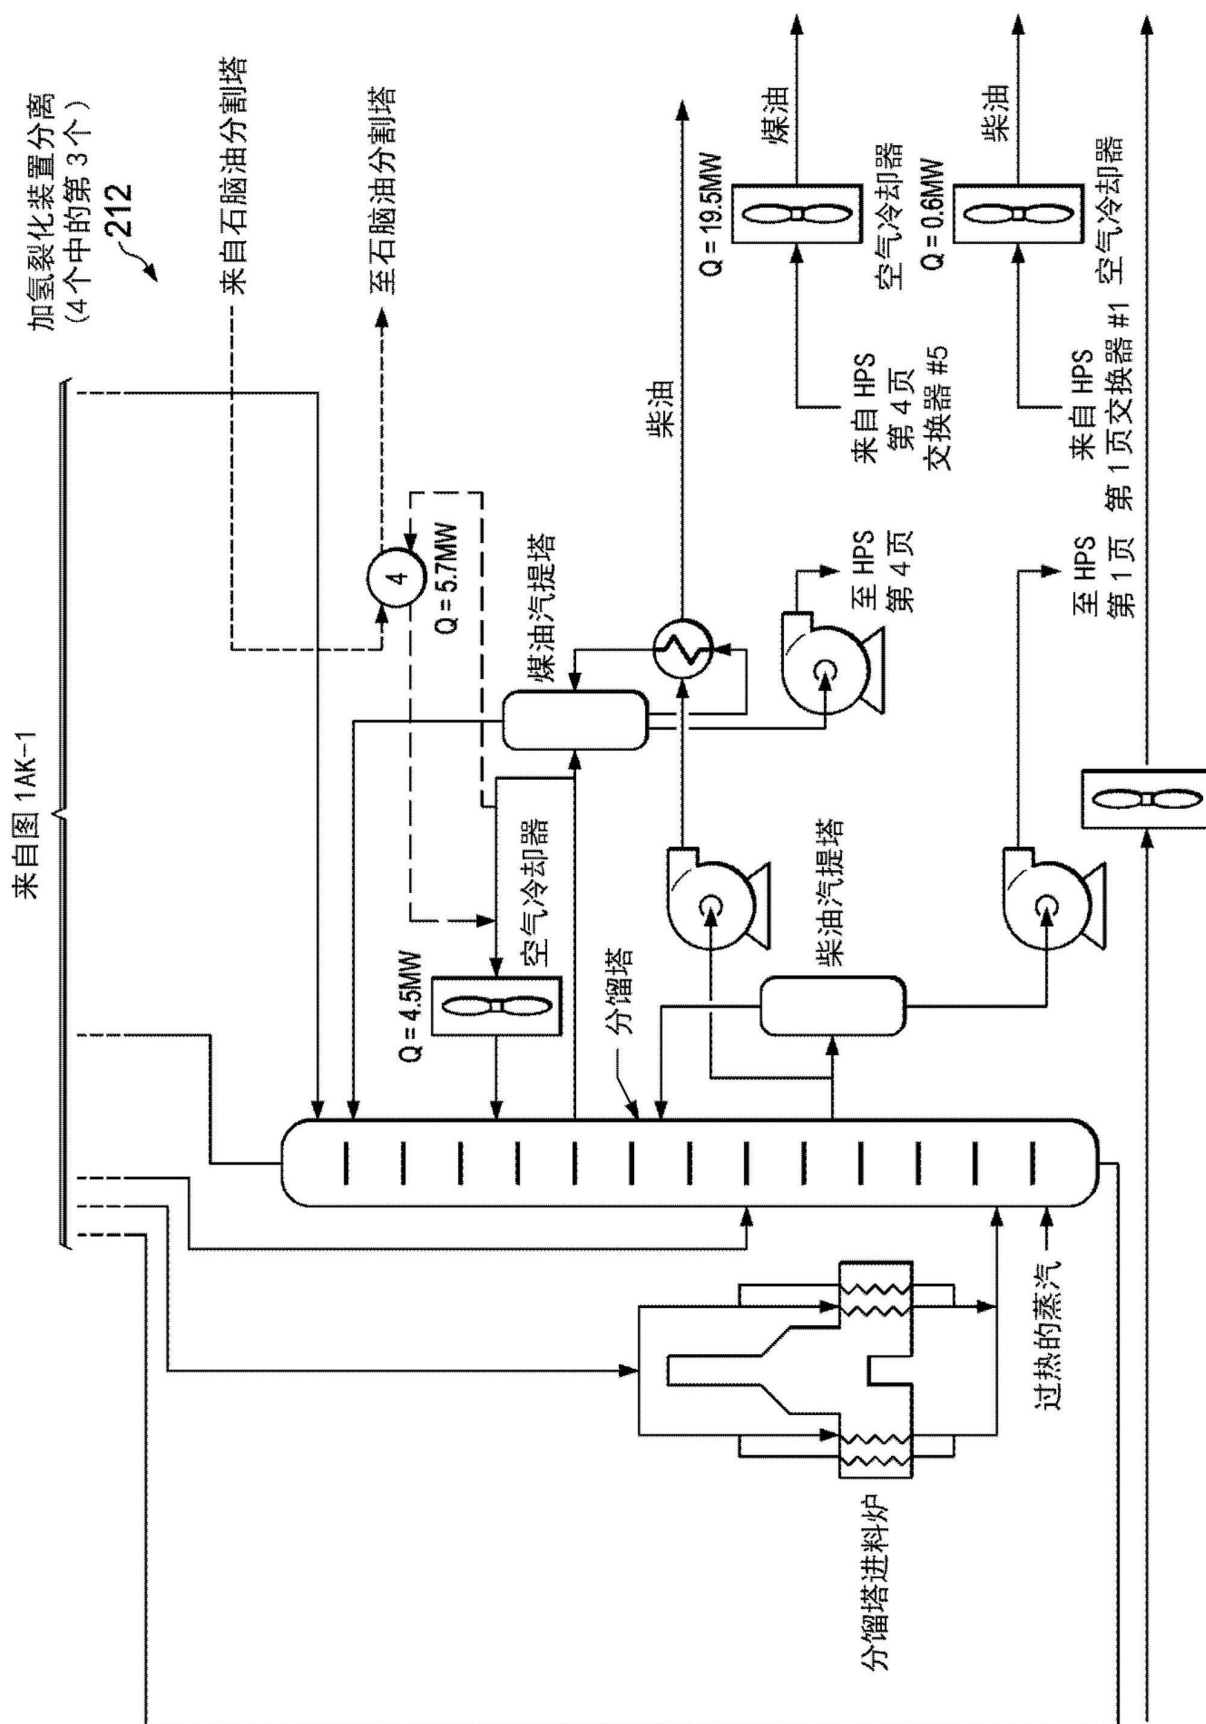 来自图 1AK-1
加氢裂化装置分离
(4个中的第3个)
212
来自石脑油分割塔
至石脑油分割塔
4
Q = 5.7MW
煤油汽提塔
Q = 4.5MW
空气冷却器
分馏塔
柴油汽提塔
柴油
至 HPS
第 4 页
来自 HPS
第 4 页
交换器 #5
Q = 19.5MW
空气冷却器
煤油
至 HPS
第 1 页
来自 HPS
第 1 页交换器 #1
Q = 0.6MW
空气冷却器
柴油
过热的蒸汽
分馏塔进料炉